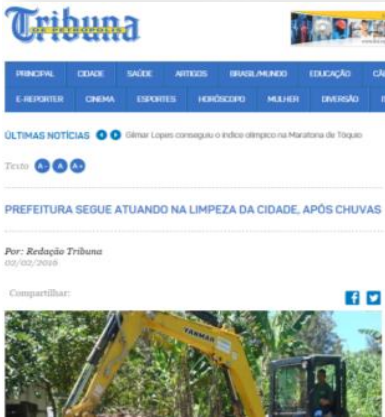 Tribuna
DE PETRÓPOLIS
PRINCIPAL CIDADE SAÚDE ARTIGOS BRASIL/MUNDO EDUCAÇÃO
E-REPORTER CINEMA ESPORTES HORÓSCOPO MULHER DIVERSÃO
ÚLTIMAS NOTÍCIAS Gilmar Lopes conseguiu o índice olímpico na Maratona de Tóquio
Texto A- A A+
PREFEITURA SEGUE ATUANDO NA LIMPEZA DA CIDADE, APÓS CHUVAS
Por: Redação Tribuna
02/02/2016
Compartilhar:
YANMAR